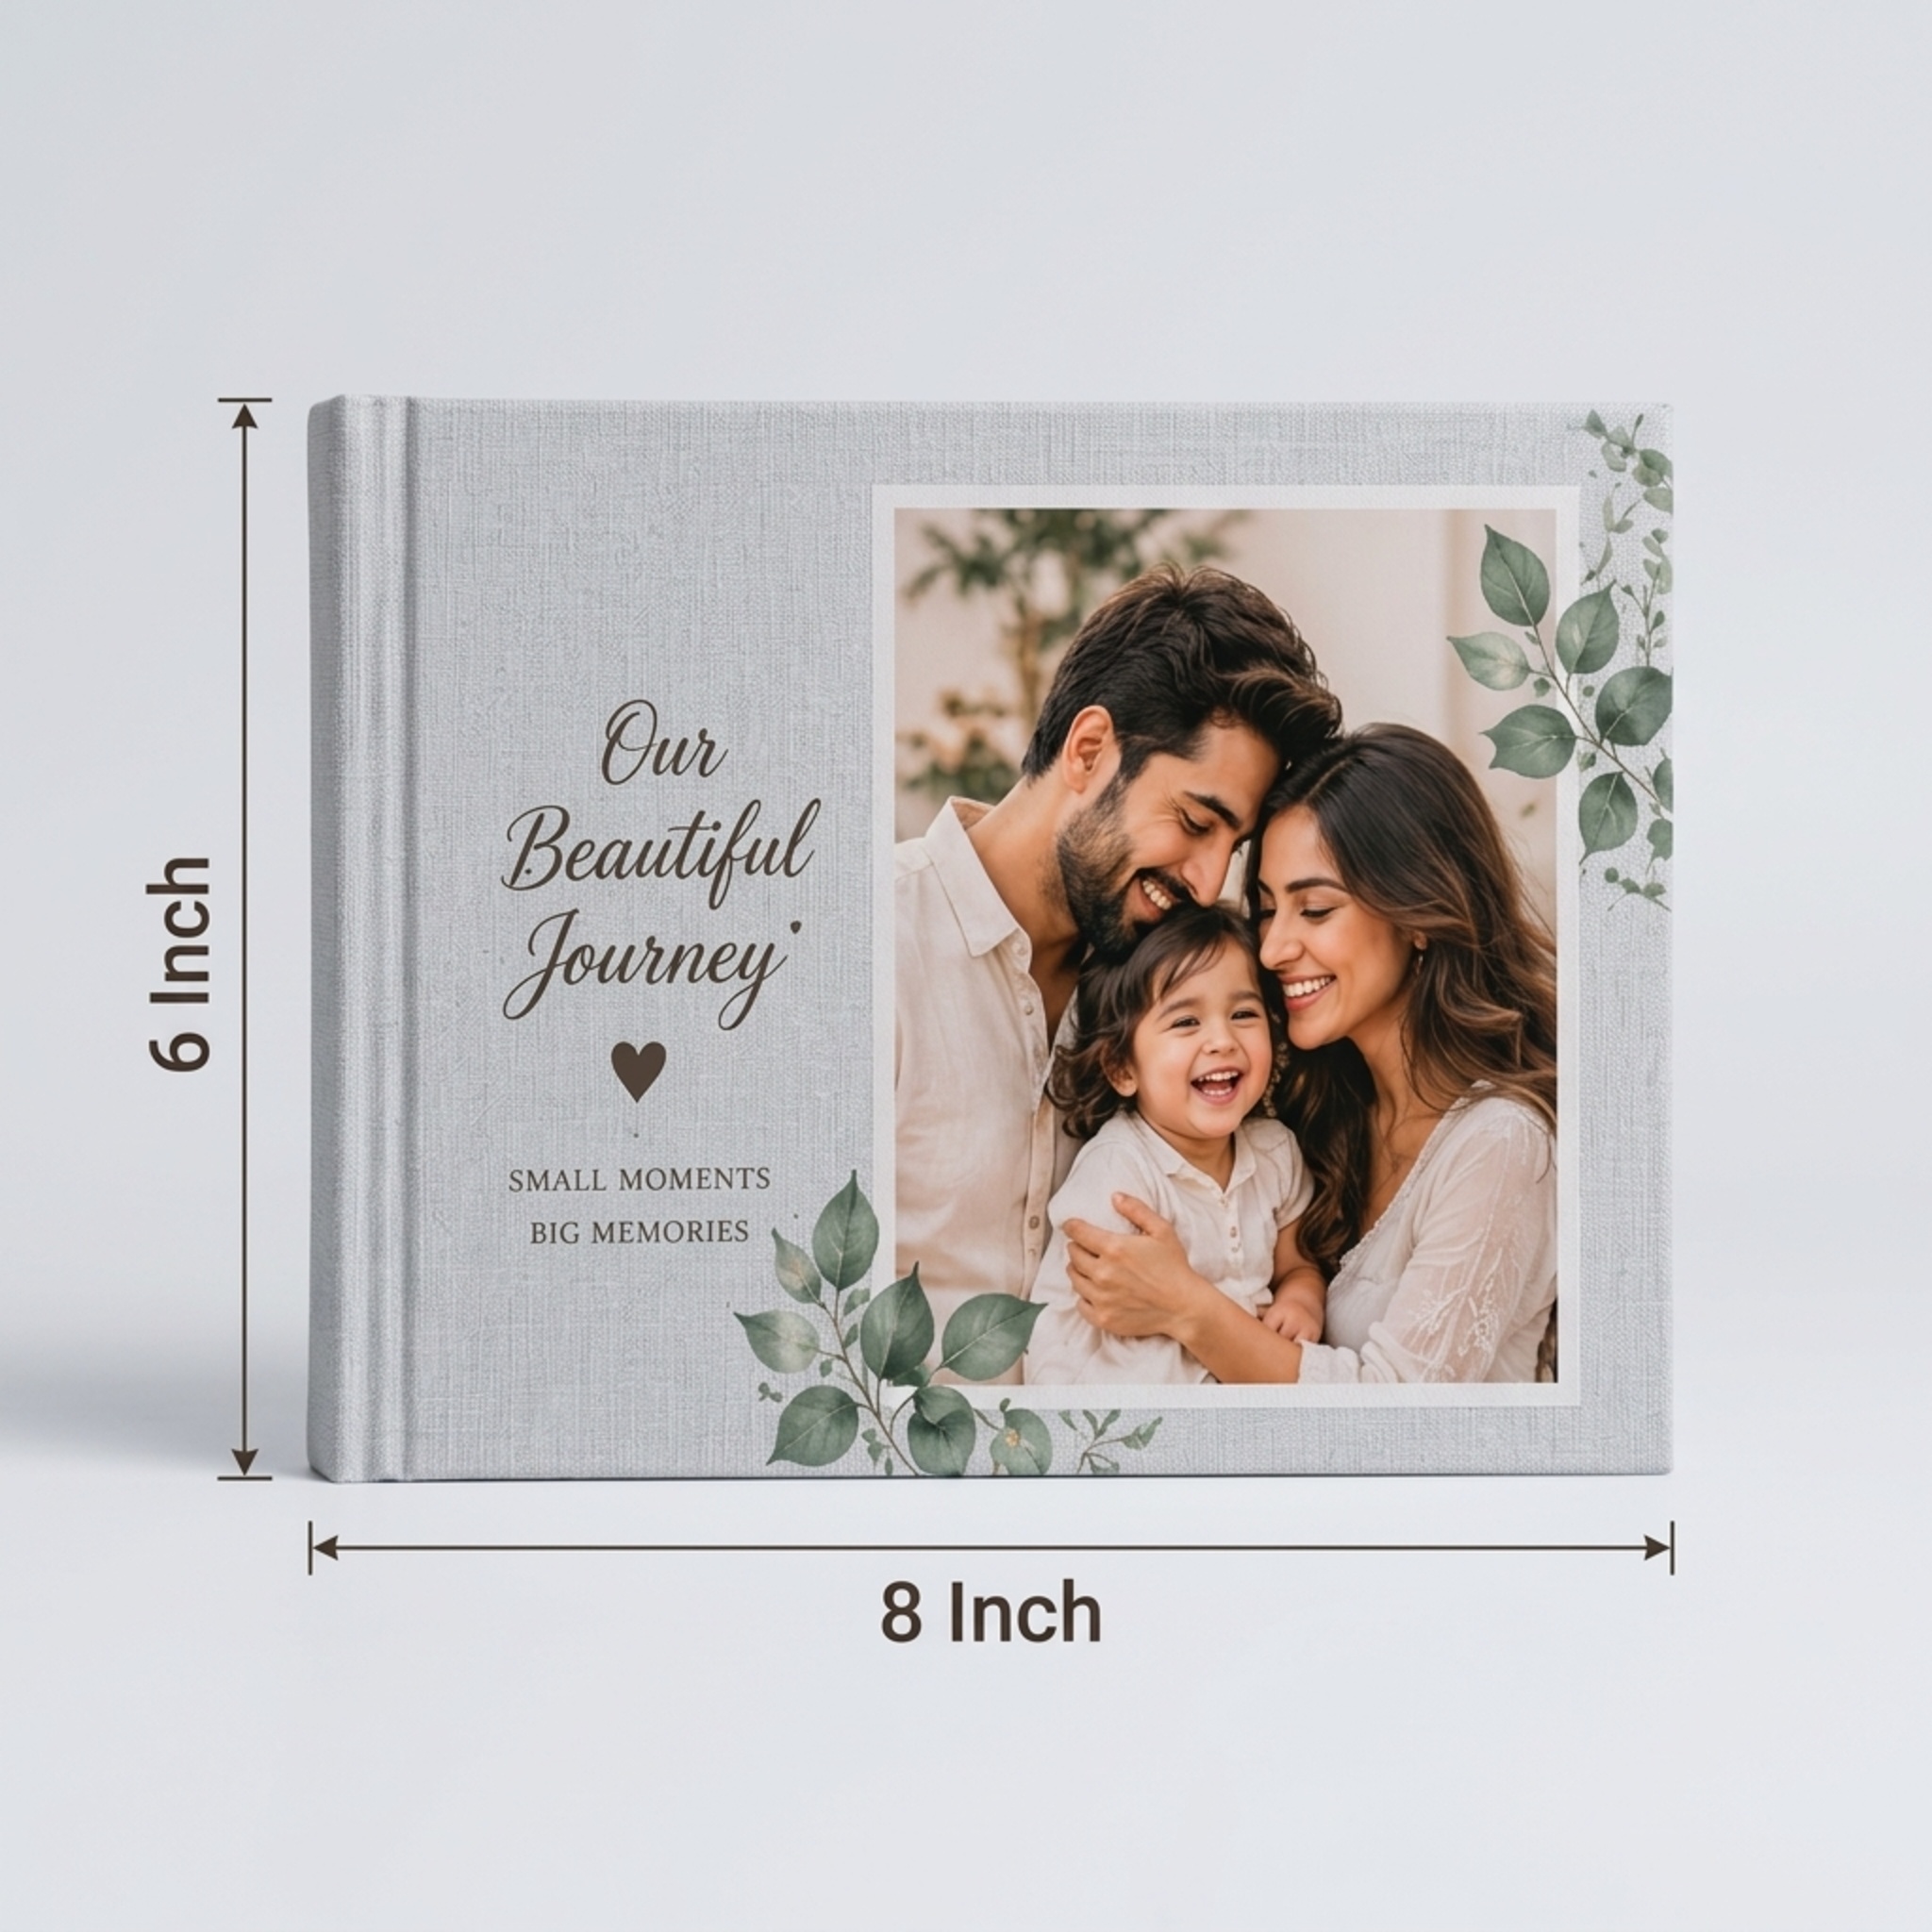 Our
Beautiful
Journey
SMALL MOMENTS
BIG MEMORIES
6 Inch
8 Inch